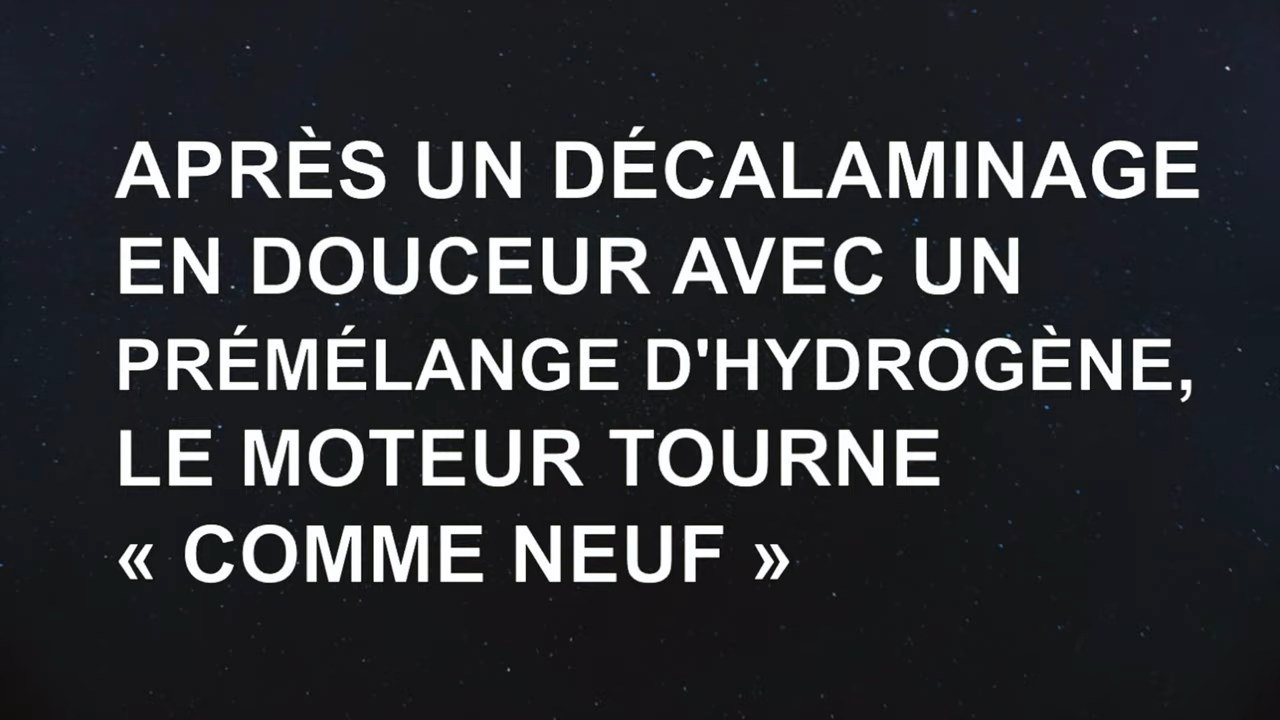 APRÈS UN DÉCALAMINAGE
EN DOUCEUR AVEC UN
PRÉMÉLANGE D'HYDROGÈNE,
LE MOTEUR TOURNE
« COMME NEUF »